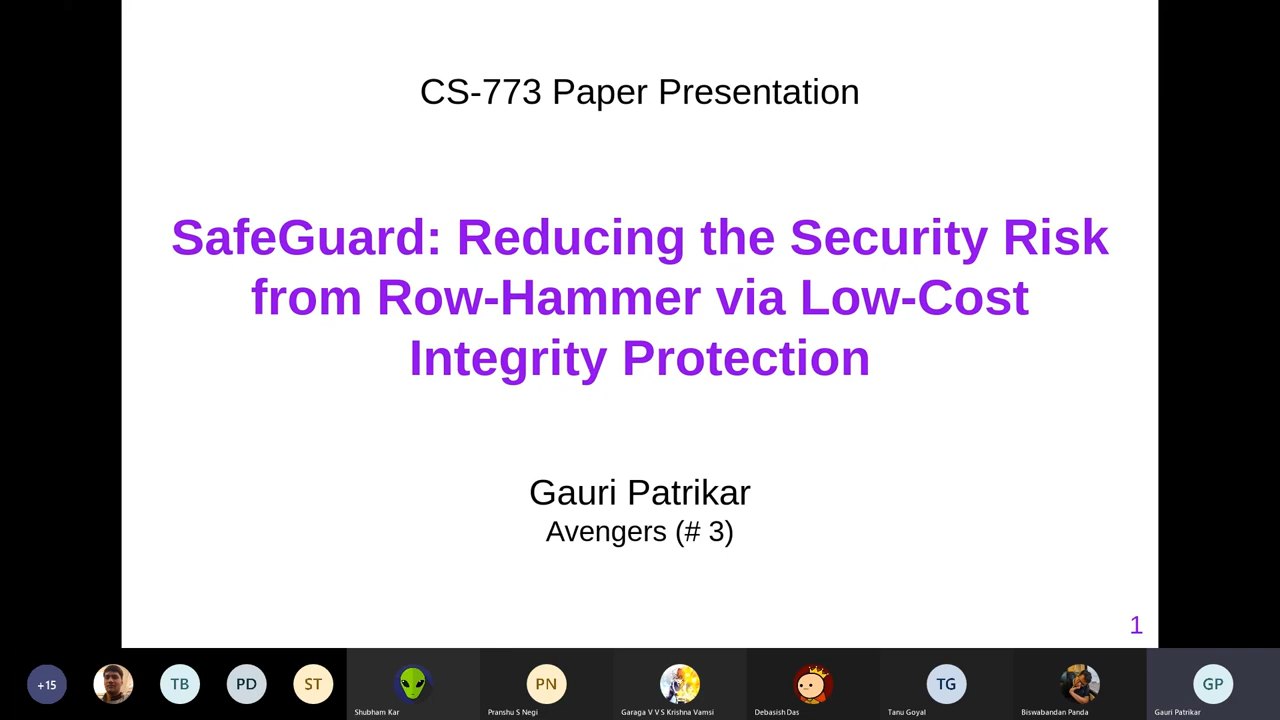 CS-773 Paper Presentation
SafeGuard: Reducing the Security Risk
from Row-Hammer via Low-Cost
Integrity Protection
Gauri Patrikar
Avengers (# 3)
1
+15
TB
PD
ST
PN
TG
GP
Shubham Kar
Pranshu S Negi
Garaga V V S Krishna Vamsi
Debasish Das
Tanu Goyal
Biswabandan Panda
Gauri Patrikar